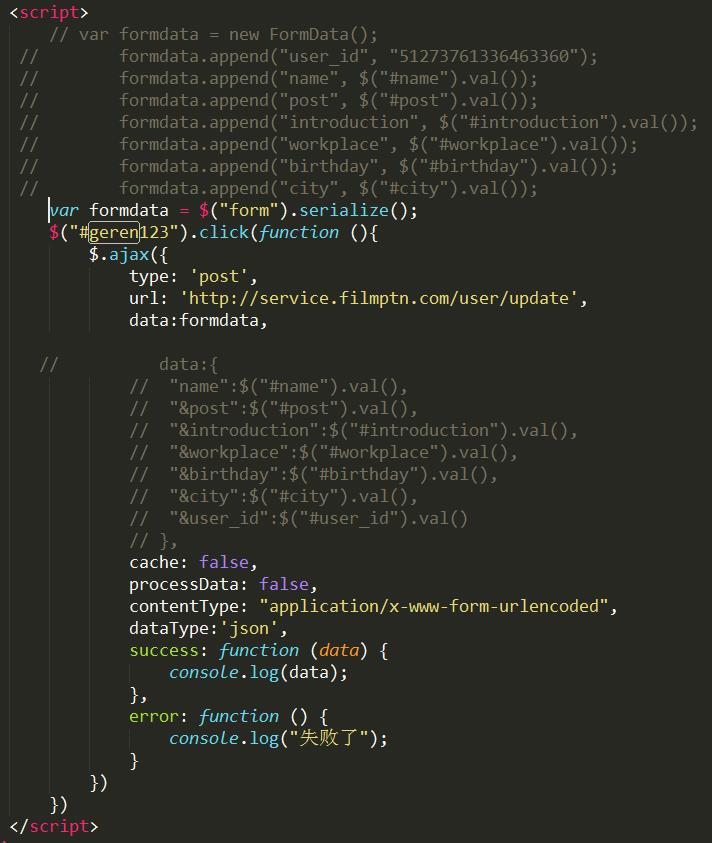 <script>
// var formdata = new FormData();
// formdata.append("user_id", "51273761336463360");
// formdata.append("name", $("#name").val());
// formdata.append("post", $("#post").val());
// formdata.append("introduction", $("#introduction").val());
// formdata.append("workplace", $("#workplace").val());
// formdata.append("birthday", $("#birthday").val());
// formdata.append("city", $("#city").val());
var formdata = $("form").serialize();
$("#geren123").click(function (){
$.ajax({
type: 'post',
url: 'http://service.filmptn.com/user/update',
data:formdata,
// data:{
// "name":$("#name").val(),
// "&post":$("#post").val(),
// "&introduction":$("#introduction").val(),
// "&workplace":$("#workplace").val(),
// "&birthday":$("#birthday").val(),
// "&city":$("#city").val(),
// "&user_id":$("#user_id").val()
// },
cache: false,
processData: false,
contentType: "application/x-www-form-urlencoded",
dataType:'json',
success: function (data) {
console.log(data);
},
error: function () {
console.log("失败了");
}
})
})
</script>